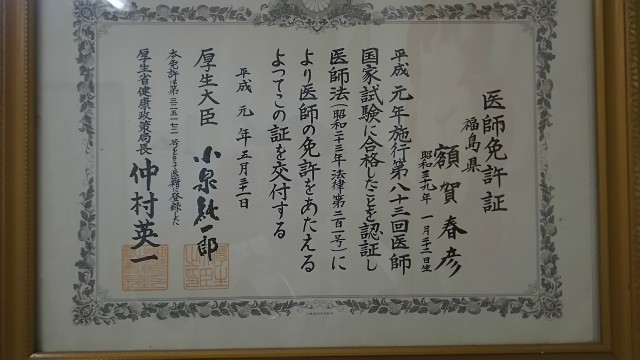 医師免許証
福島県
額賀春彦
昭和三十九年一月三十一日生
平成元年施行第八十三回医師
国家試験に合格したことを認証し
医師法(昭和二十三年法律第二百一号)に
より医師の免許をあたえる
よつてこの証を交付する
平成元年五月三十一日
厚生大臣 小泉純一郎
本免許は第三一五一七三号をもつて医籍に登録した
厚生省健康政策局長 仲村英一